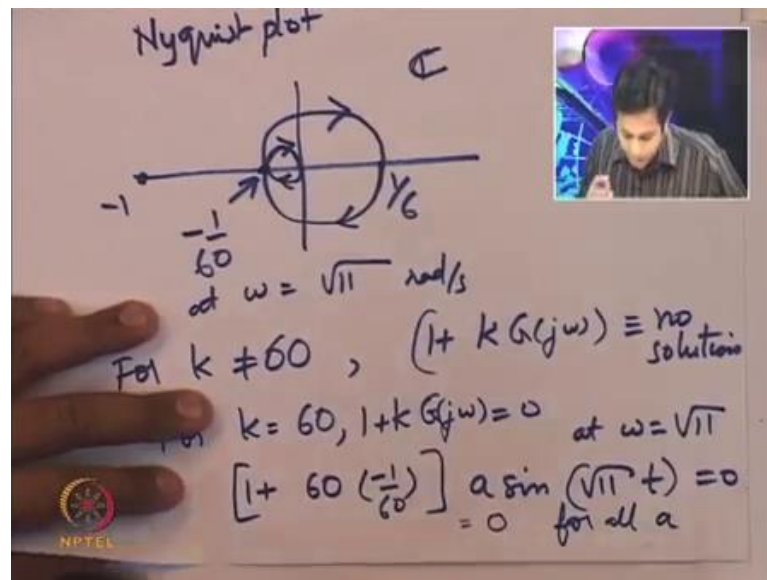 Nyquist plot
ℂ
-1
1/6
-1/60
at ω = √11 rad/s
For k ≠ 60, (1 + k G(jω)) ≡ no solution
For k = 60, 1 + k G(jω) = 0 at ω = √11
[1 + 60 (-1/60)] a sin (√11 t) = 0
= 0 for all a
NPTEL